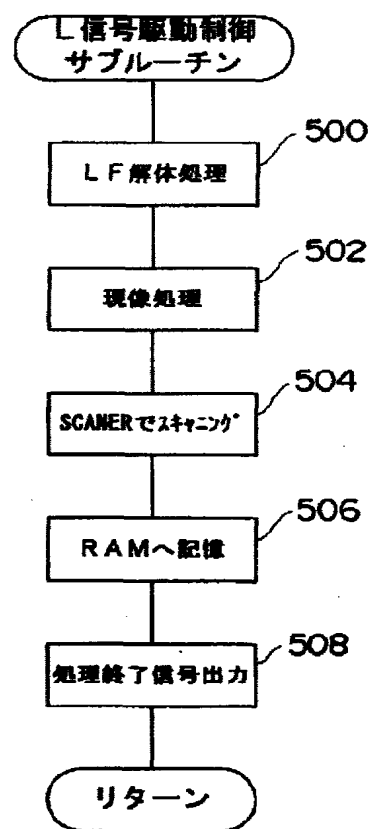 L信号駆動制御
サブルーチン
500
LF解体処理
502
現像処理
504
SCANERでスキャニング
506
RAMへ記憶
508
処理終了信号出力
リターン